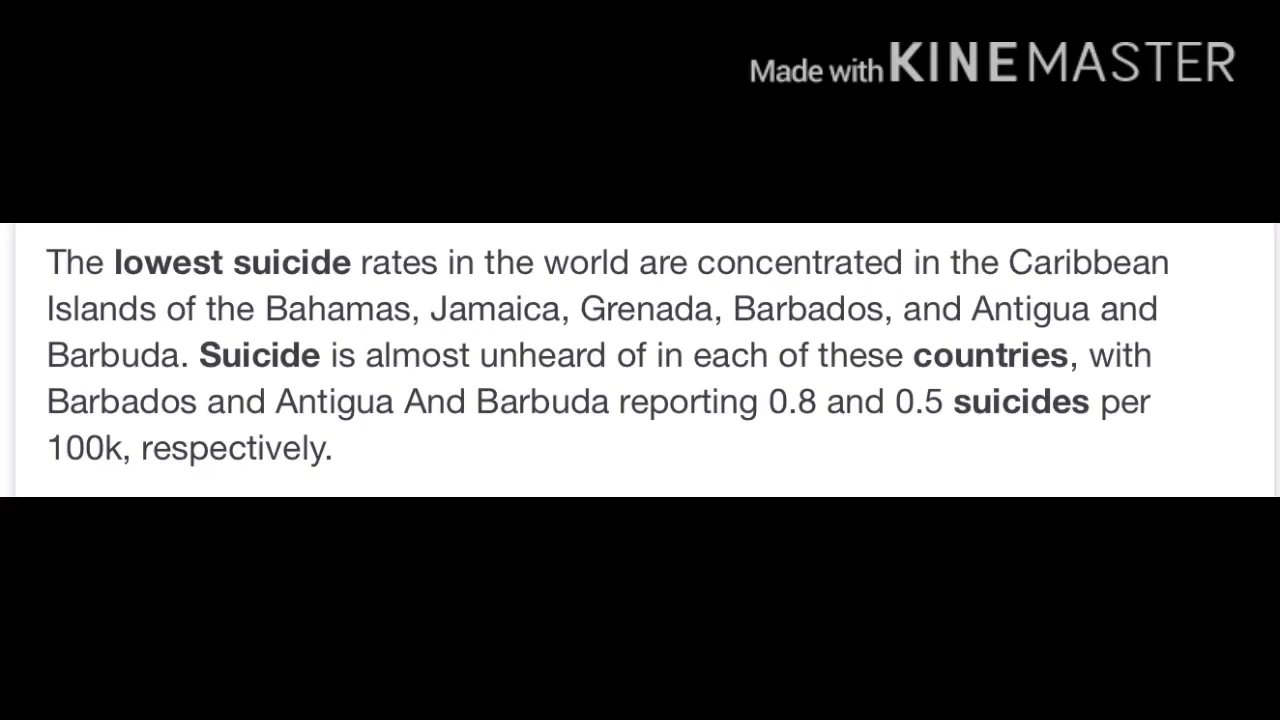 Made with KINEMASTER
The lowest suicide rates in the world are concentrated in the Caribbean
Islands of the Bahamas, Jamaica, Grenada, Barbados, and Antigua and
Barbuda. Suicide is almost unheard of in each of these countries, with
Barbados and Antigua And Barbuda reporting 0.8 and 0.5 suicides per
100k, respectively.